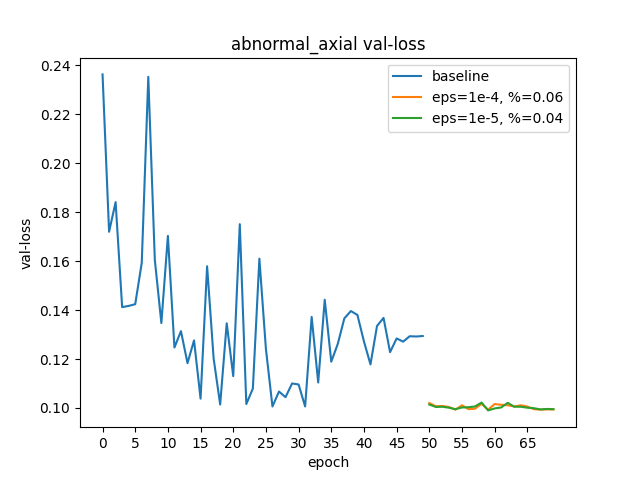 abnormal_axial val-loss
baseline
eps=1e-4, %=0.06
eps=1e-5, %=0.04
val-loss
0.24
0.22
0.20
0.18
0.16
0.14
0.12
0.10
0 5 10 15 20 25 30 35 40 45 50 55 60 65
epoch